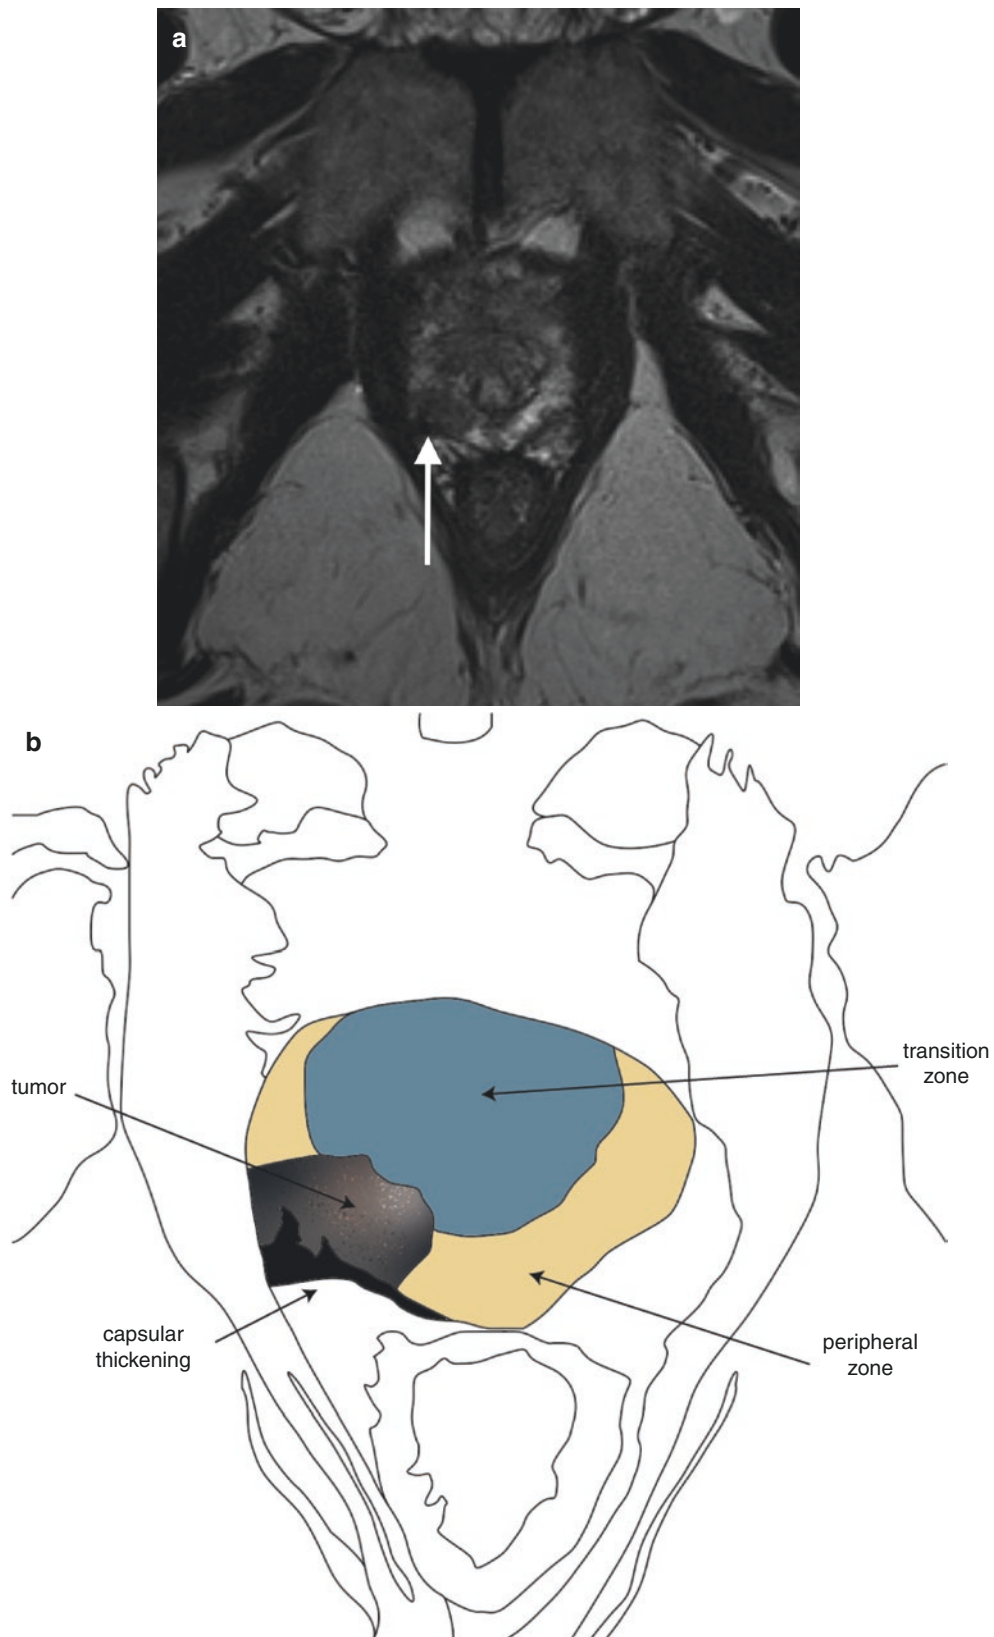 a
b
transition
zone
tumor
capsular
thickening
peripheral
zone